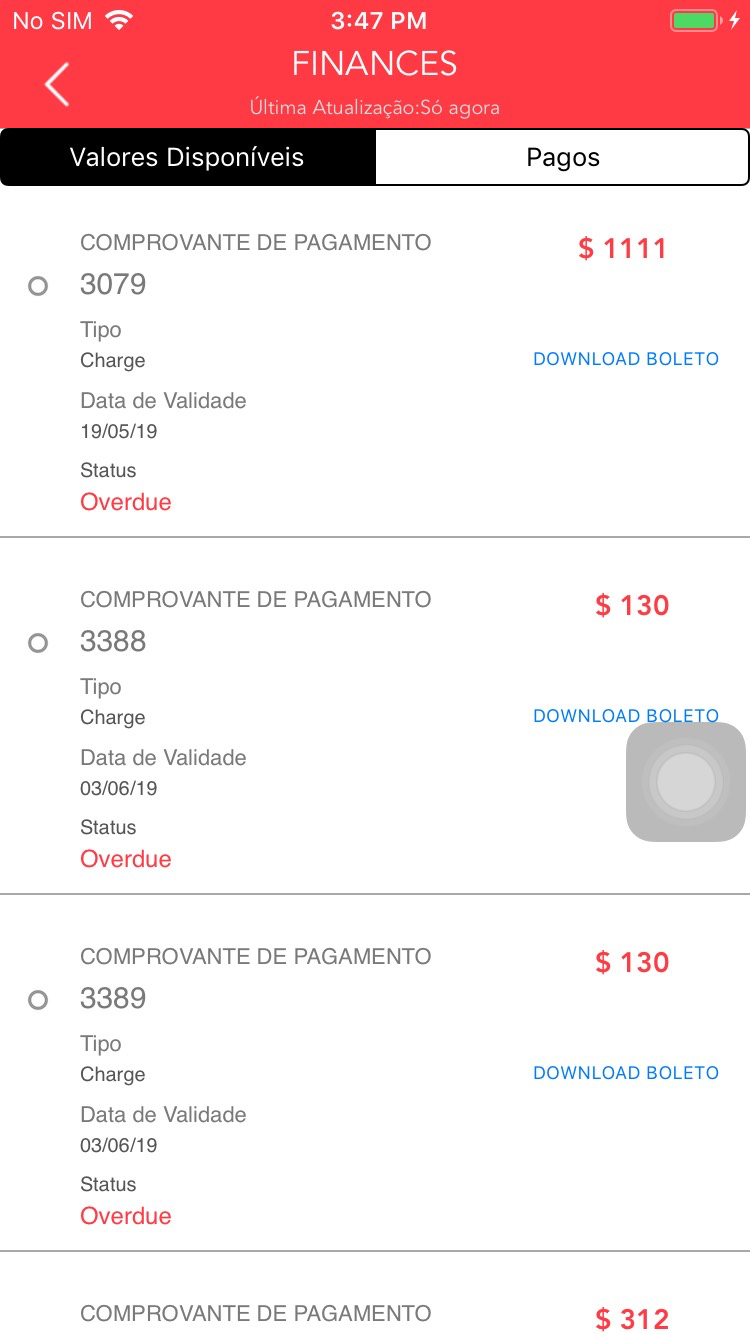 No SIM 3:47 PM
FINANCES
Última Atualização:Só agora
Valores Disponíveis Pagos
COMPROVANTE DE PAGAMENTO $ 1111
3079
Tipo
Charge DOWNLOAD BOLETO
Data de Validade
19/05/19
Status
Overdue
COMPROVANTE DE PAGAMENTO $ 130
3388
Tipo
Charge DOWNLOAD BOLETO
Data de Validade
03/06/19
Status
Overdue
COMPROVANTE DE PAGAMENTO $ 130
3389
Tipo
Charge DOWNLOAD BOLETO
Data de Validade
03/06/19
Status
Overdue
COMPROVANTE DE PAGAMENTO $ 312